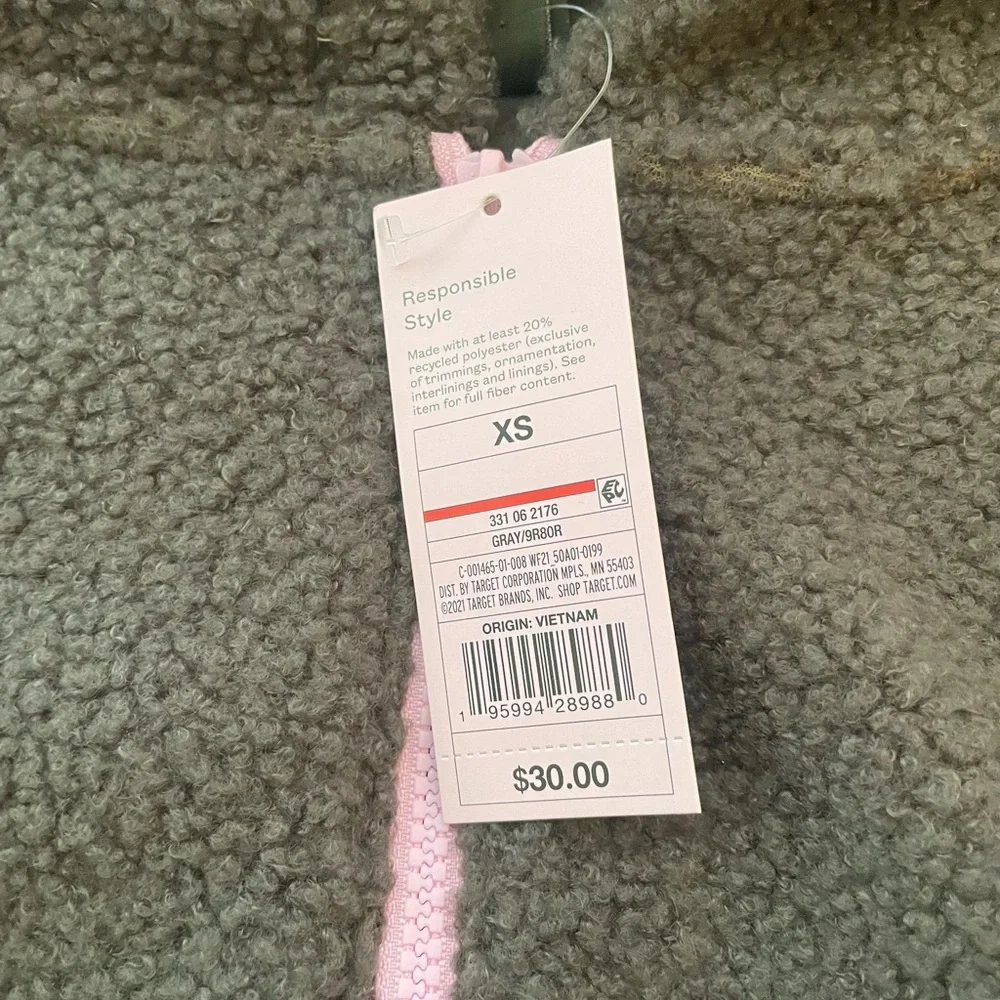 Responsible
Style
Made with at least 20%
recycled polyester (exclusive
of trimmings, ornamentation,
interlinings and linings). See
item for full fiber content.
XS
EPC
331 06 2176
GRAY/9R80R
C-001465-01-008 WF21_50A01-0199
DIST. BY TARGET CORPORATION MPLS., MN 55403
©2021 TARGET BRANDS, INC. SHOP TARGET.COM
ORIGIN: VIETNAM
1 95994 28988 0
$30.00